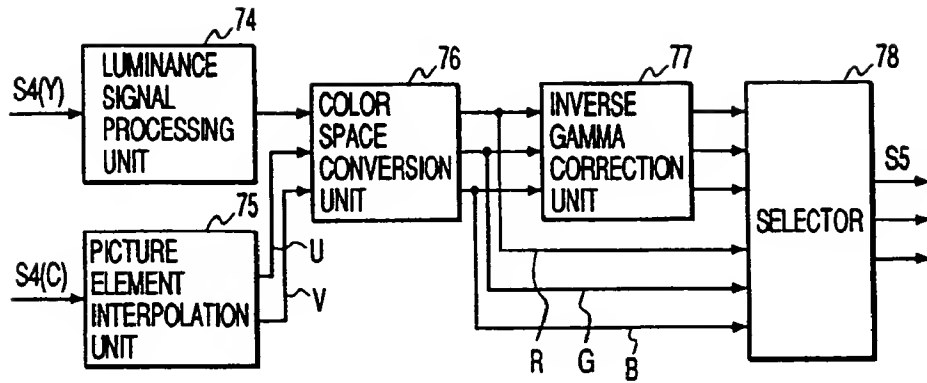 74
LUMINANCE
SIGNAL
PROCESSING
UNIT
S4(Y)
75
PICTURE
ELEMENT
INTERPOLATION
UNIT
S4(C)
U
V
76
COLOR
SPACE
CONVERSION
UNIT
77
INVERSE
GAMMA
CORRECTION
UNIT
R
G
B
78
SELECTOR
S5